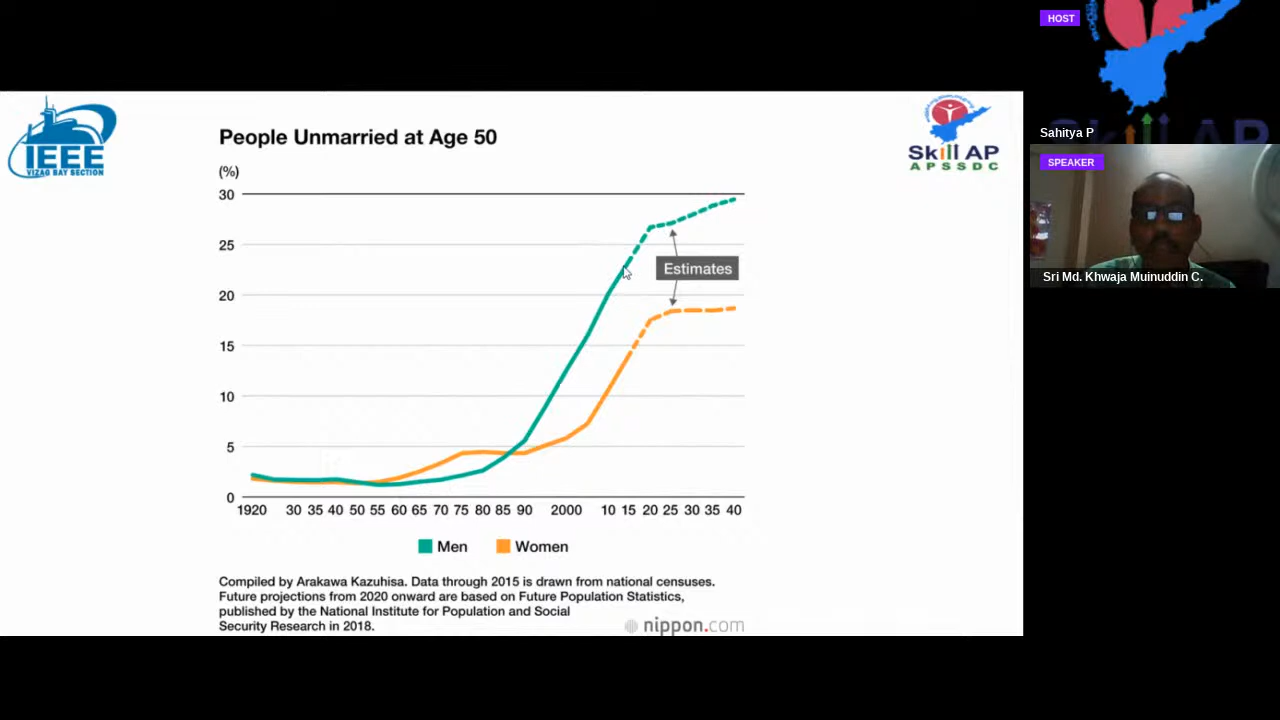 HOST
Sahitya P
SPEAKER
Sri Md. Khwaja Muinuddin C.
IEEE
VIZAG BAY SECTION
Skill AP
APSSDC
People Unmarried at Age 50
(%)
30
25
20
15
10
5
0
1920 30 35 40 50 55 60 65 70 75 80 85 90 2000 10 15 20 25 30 35 40
Estimates
Men Women
Compiled by Arakawa Kazuhisa. Data through 2015 is drawn from national censuses.
Future projections from 2020 onward are based on Future Population Statistics,
published by the National Institute for Population and Social
Security Research in 2018.
nippon.com